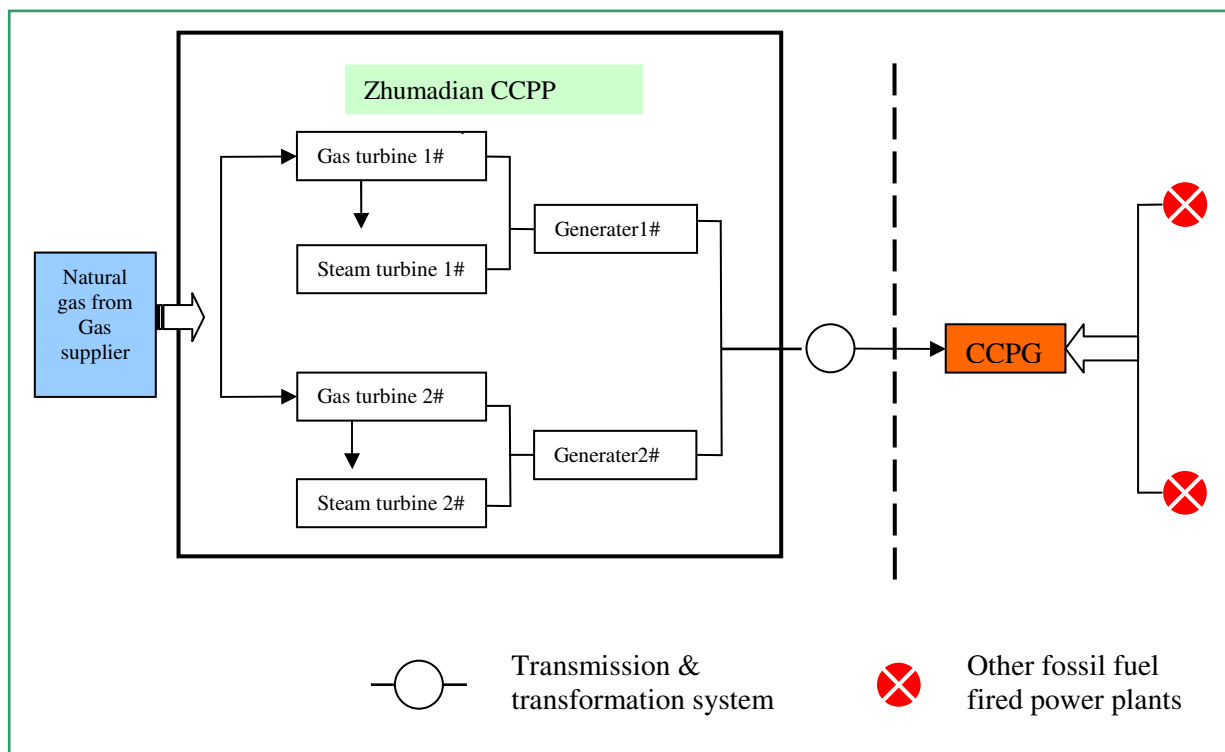 Zhumadian CCPP
Gas turbine 1#
Steam turbine 1#
Generater1#
Natural
gas from
Gas
supplier
CCPG
Gas turbine 2#
Steam turbine 2#
Generater2#
Transmission &
transformation system
Other fossil fuel
fired power plants